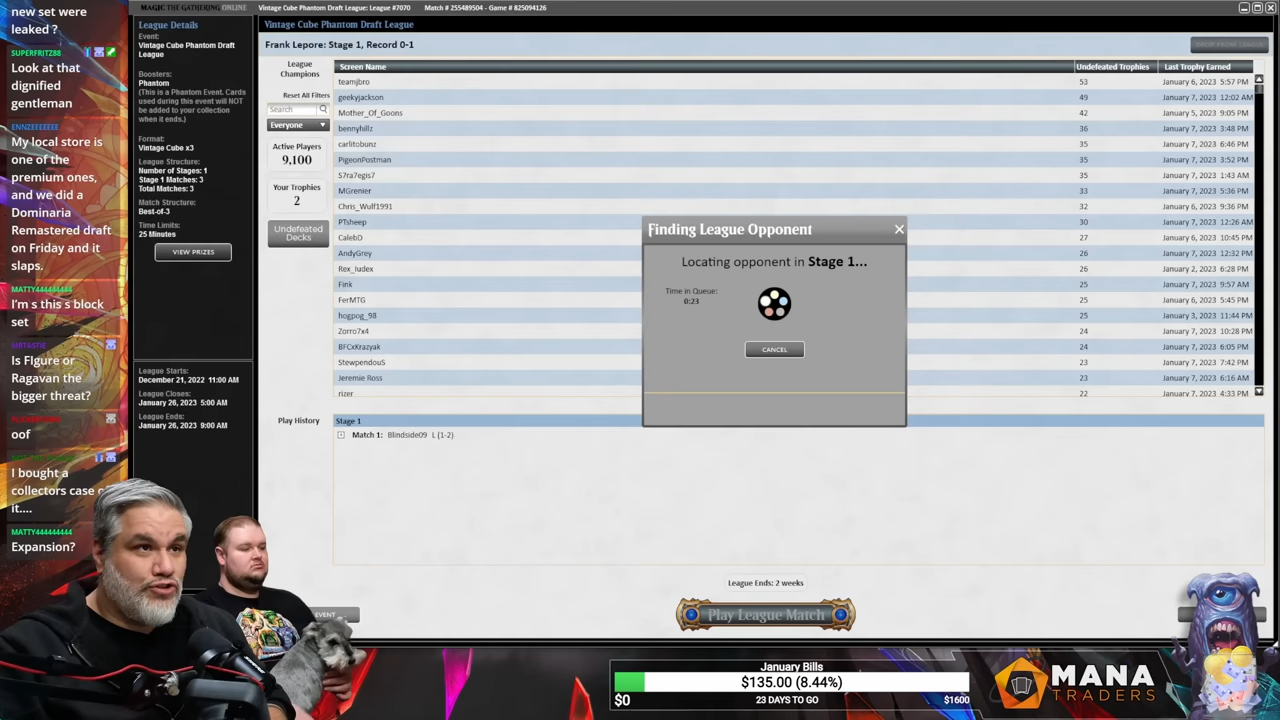 new set were
leaked ?
SUPERFRITZ88
Look at that
dignified
gentleman
ENNZEEEEEE
My local store is
one of the
premium ones,
and we did a
Dominaria
Remastered draft
on Friday and it
slaps.
MATTY444444444
I'm s this s block
set
MRTASTIE
Is FIgure or
Ragavan the
bigger threat?
oof
I bought a
collectors case of
it....
MATTY444444444
Expansion?
MAGIC THE GATHERING ONLINE
Vintage Cube Phantom Draft League: League #7070
Match # 255489504 - Game # 825094126
League Details
Event:
Vintage Cube Phantom Draft
League
Boosters:
Phantom
(This is a Phantom Event. Cards
used during this event will NOT
be added to your collection
when it ends.)
Format:
Vintage Cube x3
League Structure:
Number of Stages: 1
Stage 1 Matches: 3
Total Matches: 3
Match Structure:
Best-of-3
Time Limits:
25 Minutes
VIEW PRIZES
League Starts:
December 21, 2022 11:00 AM
League Closes:
January 26, 2023 5:00 AM
League Ends:
January 26, 2023 9:00 AM
Vintage Cube Phantom Draft League
Frank Lepore: Stage 1, Record 0-1
DROP FROM LEAGUE
League
Champions
Reset All Filters
Search
Everyone
Active Players
9,100
Your Trophies
2
Undefeated
Decks
Screen Name Undefeated Trophies Last Trophy Earned
teamjbro 53 January 6, 2023 5:57 PM
geekyjackson 49 January 7, 2023 12:02 AM
Mother_Of_Goons 42 January 5, 2023 9:05 PM
bennyhillz 36 January 7, 2023 3:48 PM
carlitobunz 35 January 7, 2023 6:46 PM
PigeonPostman 35 January 7, 2023 3:52 PM
S7ra7egis7 35 January 7, 2023 1:43 AM
MGrenier 33 January 7, 2023 5:36 PM
Chris_Wulf1991 32 January 6, 2023 9:36 PM
PTsheep 30 January 7, 2023 12:26 AM
CalebD 27 January 6, 2023 10:45 PM
AndyGrey 26 January 7, 2023 12:32 PM
Rex_Iudex 26 January 2, 2023 6:28 PM
Fink 25 January 7, 2023 9:57 AM
FerMTG 25 January 6, 2023 5:45 PM
hogpog_98 25 January 3, 2023 11:44 PM
Zorro7x4 24 January 7, 2023 10:28 PM
BFCxKrazyak 24 January 7, 2023 6:05 PM
StewpendouS 23 January 7, 2023 7:42 PM
Jeremie Ross 23 January 7, 2023 6:16 AM
rizer 22 January 7, 2023 4:33 PM
Finding League Opponent
Locating opponent in Stage 1...
Time in Queue:
0:23
CANCEL
Play History
Stage 1
Match 1: Blindside09 L (1-2)
League Ends: 2 weeks
EVENT
Play League Match
January Bills
$135.00 (8.44%)
$0 23 DAYS TO GO $1600
MANA
TRADERS